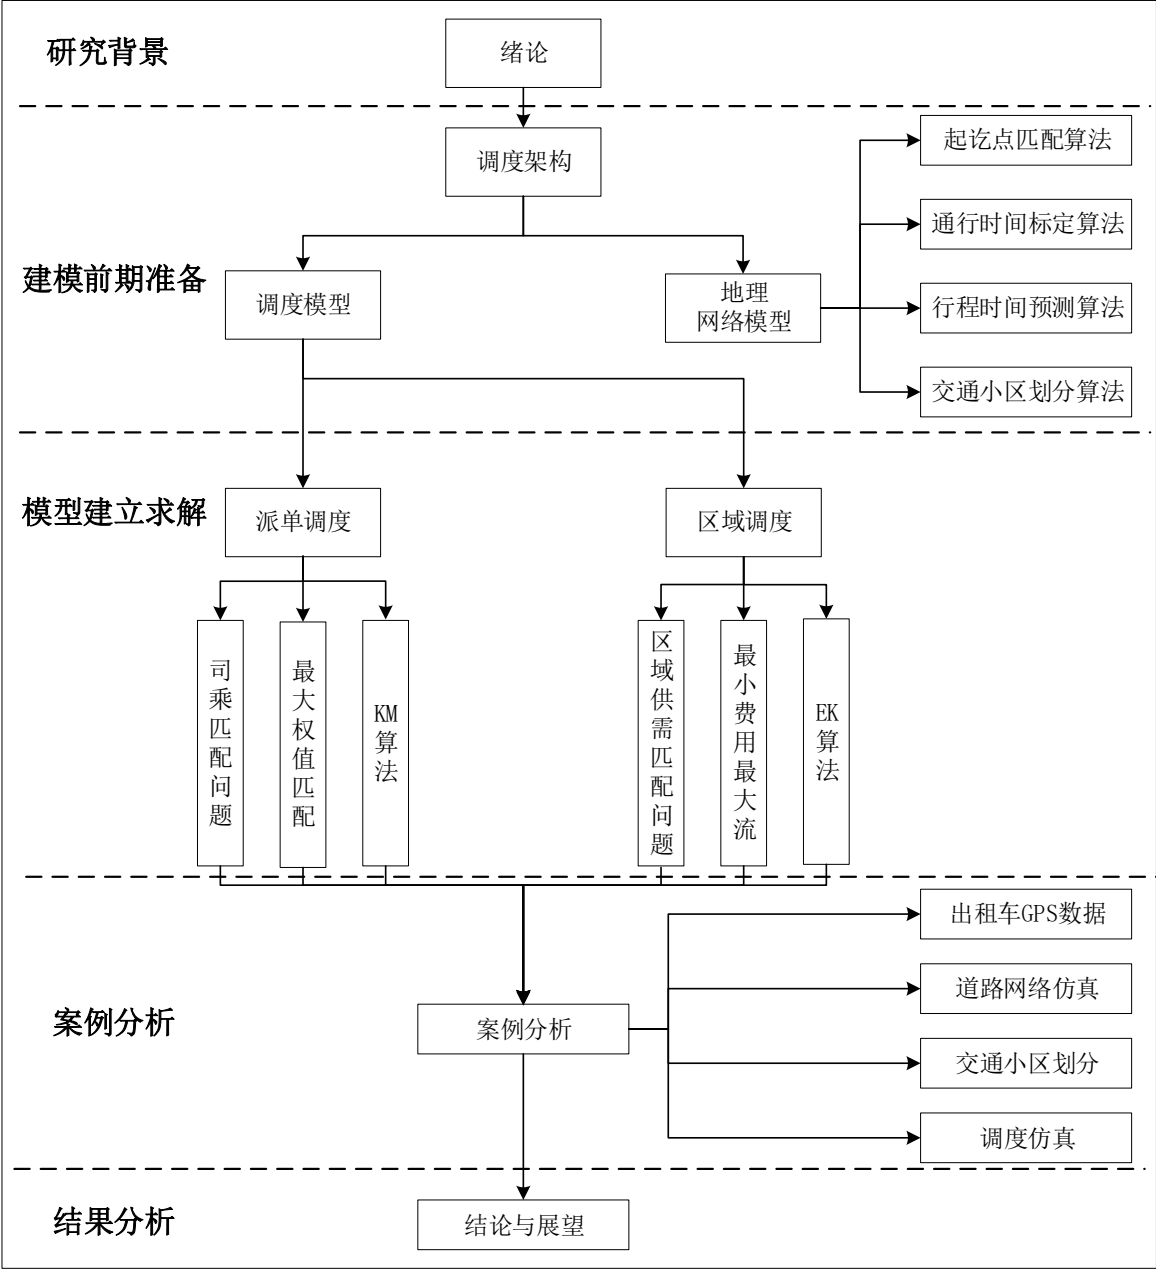 研究背景
绪论
调度架构
起讫点匹配算法
通行时间标定算法
建模前期准备
调度模型
地理
网络模型
行程时间预测算法
交通小区划分算法
模型建立求解
派单调度
区域调度
司乘匹配问题
最大权值匹配
KM算法
区域供需匹配问题
最小费用最大流
EK算法
出租车GPS数据
道路网络仿真
案例分析
案例分析
交通小区划分
调度仿真
结果分析
结论与展望